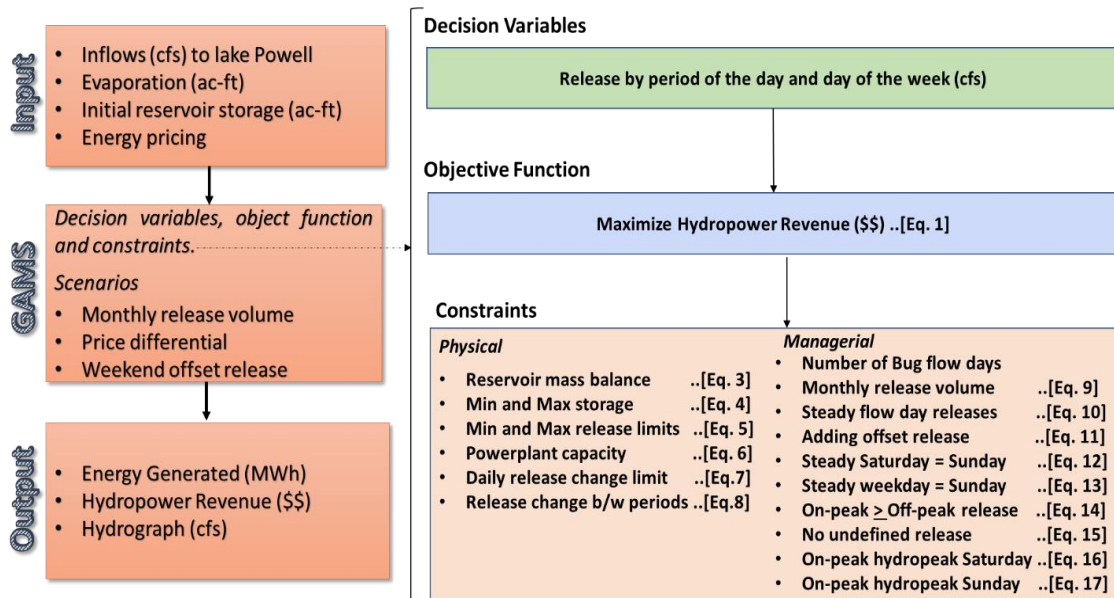 Input
• Inflows (cfs) to lake Powell
• Evaporation (ac-ft)
• Initial reservoir storage (ac-ft)
• Energy pricing
GAMS
Decision variables, object function
and constraints.
Scenarios
• Monthly release volume
• Price differential
• Weekend offset release
Output
• Energy Generated (MWh)
• Hydropower Revenue ($$)
• Hydrograph (cfs)
Decision Variables
Release by period of the day and day of the week (cfs)
Objective Function
Maximize Hydropower Revenue ($$) ..[Eq. 1]
Constraints
Physical
• Reservoir mass balance ..[Eq. 3]
• Min and Max storage ..[Eq. 4]
• Min and Max release limits ..[Eq. 5]
• Powerplant capacity ..[Eq. 6]
• Daily release change limit ..[Eq.7]
• Release change b/w periods ..[Eq.8]
Managerial
• Number of Bug flow days
• Monthly release volume ..[Eq. 9]
• Steady flow day releases ..[Eq. 10]
• Adding offset release ..[Eq. 11]
• Steady Saturday = Sunday ..[Eq. 12]
• Steady weekday = Sunday ..[Eq. 13]
• On-peak ≥ Off-peak release ..[Eq. 14]
• No undefined release ..[Eq. 15]
• On-peak hydropeak Saturday ..[Eq. 16]
• On-peak hydropeak Sunday ..[Eq. 17]